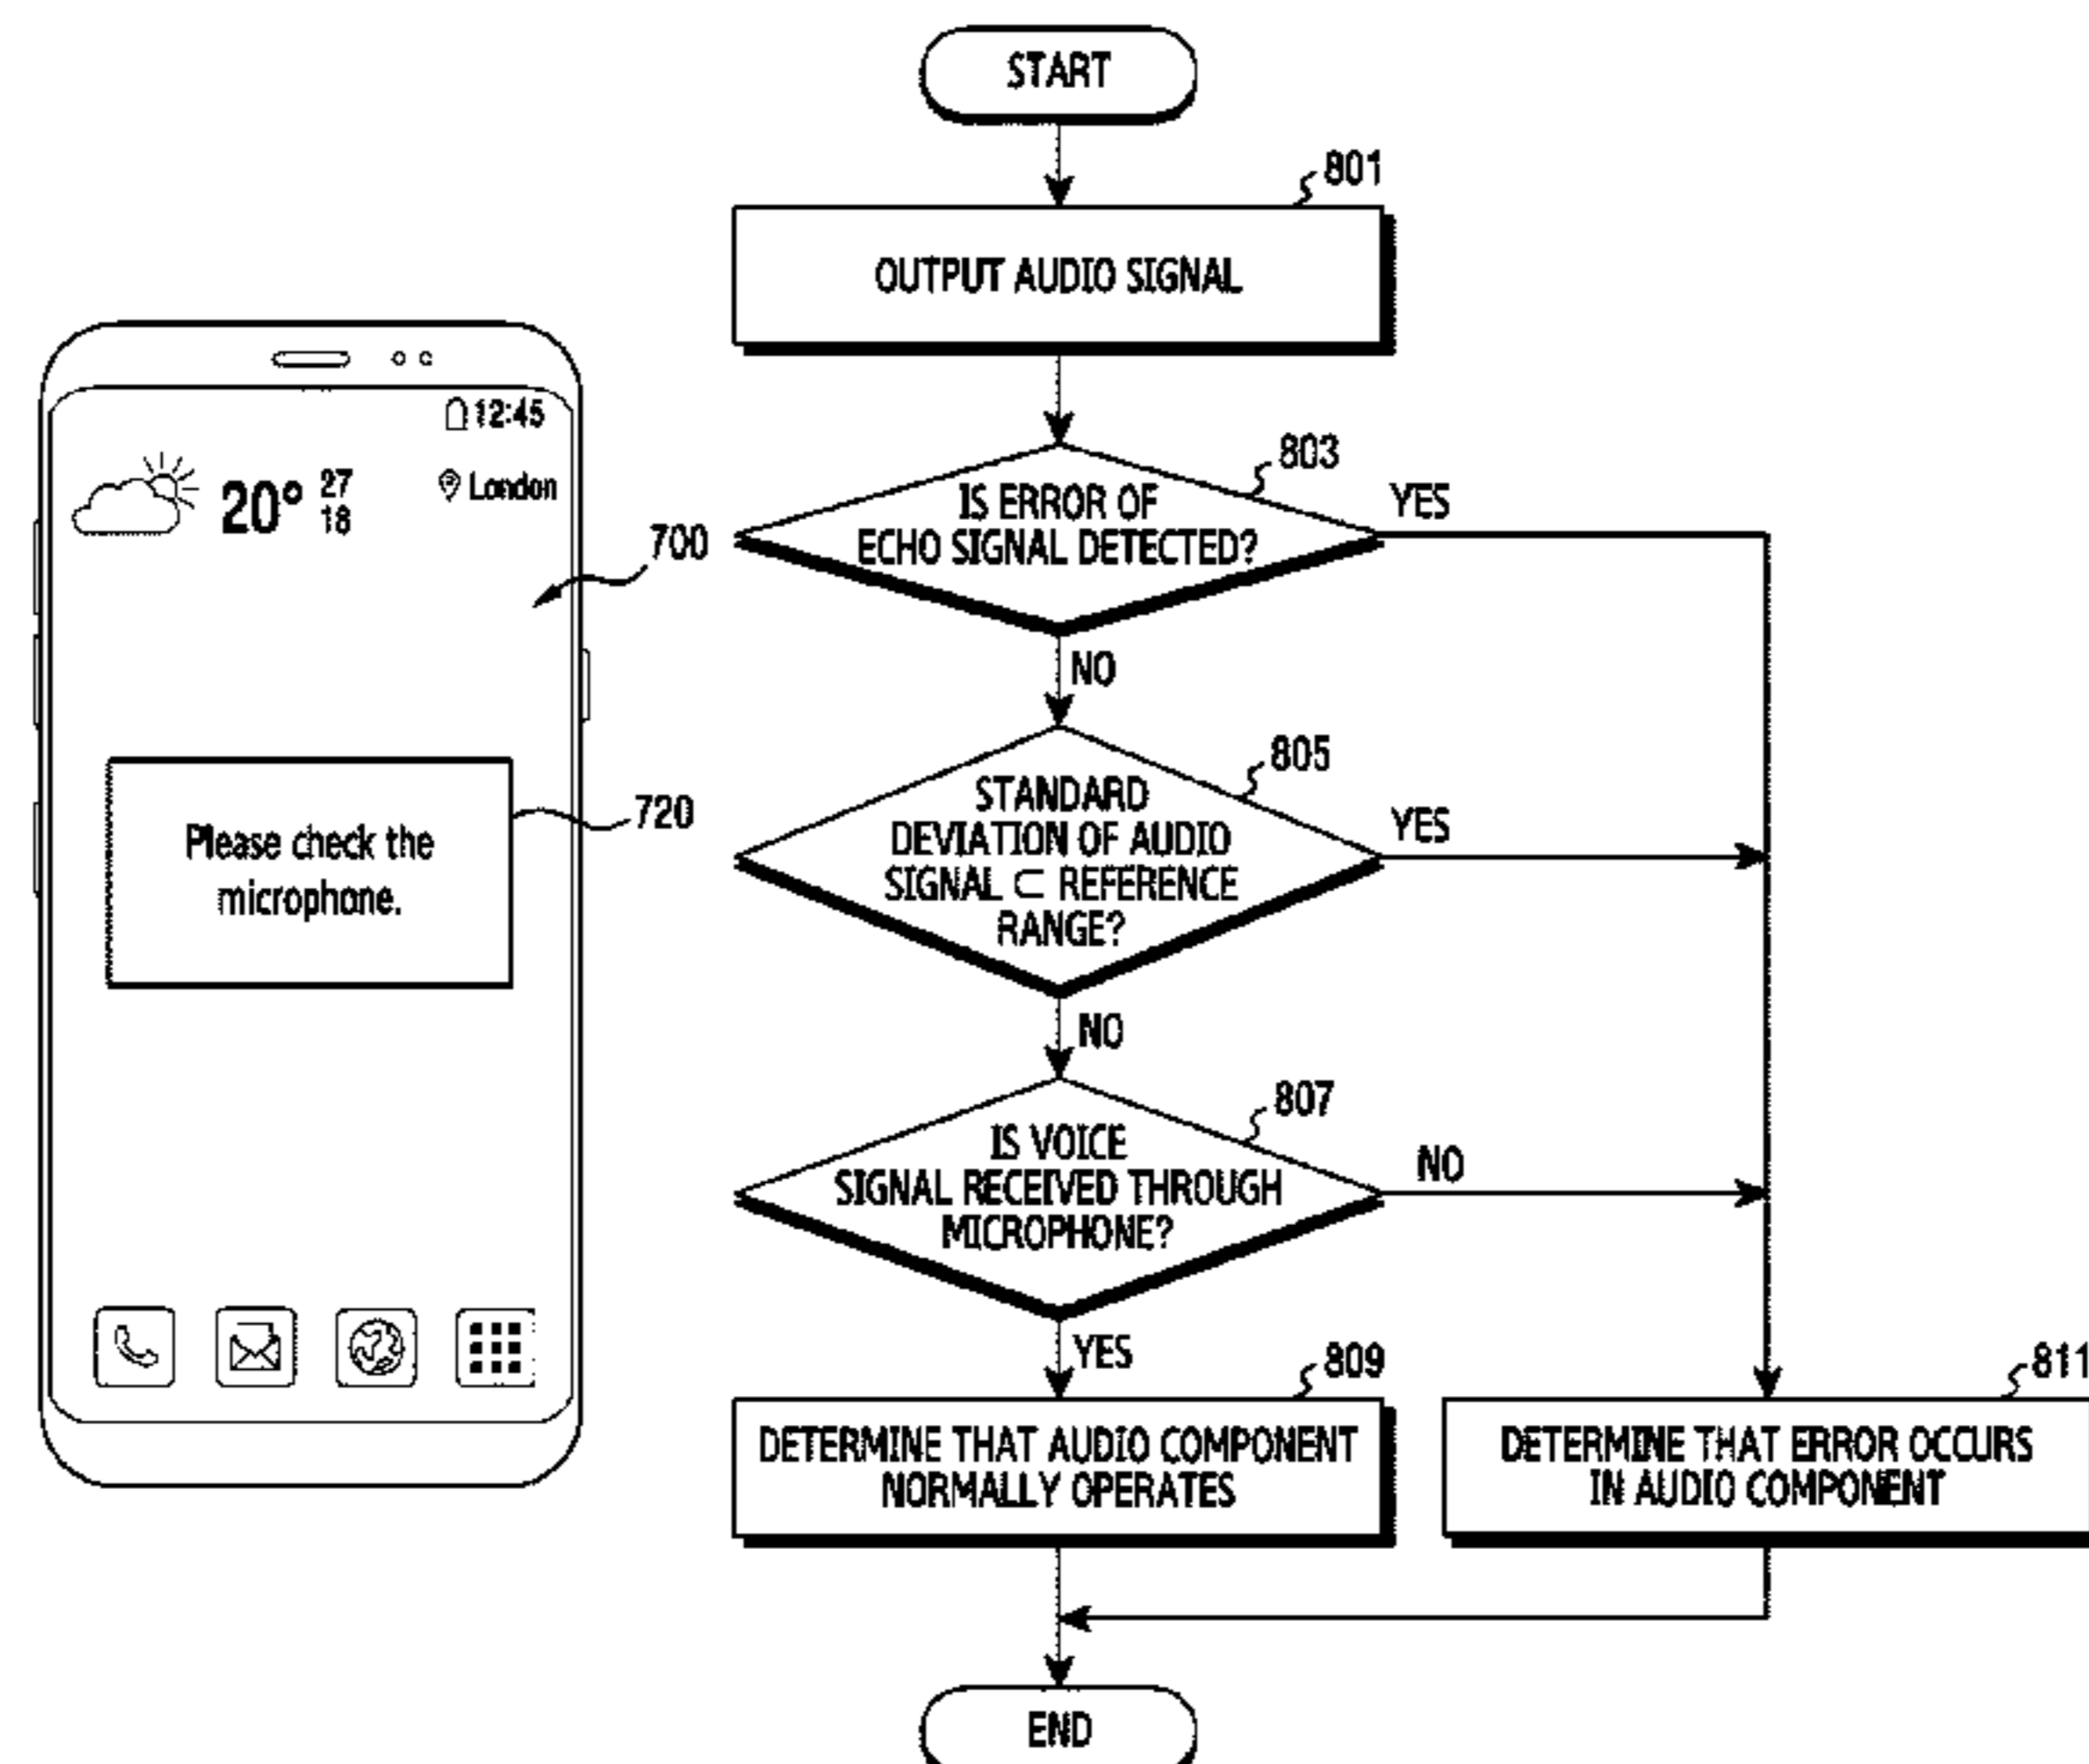 12:45
20°
27
18
London
700
Please check the
microphone.
720
START
801
OUTPUT AUDIO SIGNAL
803
IS ERROR OF
ECHO SIGNAL DETECTED?
YES
NO
805
STANDARD
DEVIATION OF AUDIO
SIGNAL ⊂ REFERENCE
RANGE?
YES
NO
807
IS VOICE
SIGNAL RECEIVED THROUGH
MICROPHONE?
NO
YES
809
DETERMINE THAT AUDIO COMPONENT
NORMALLY OPERATES
811
DETERMINE THAT ERROR OCCURS
IN AUDIO COMPONENT
END